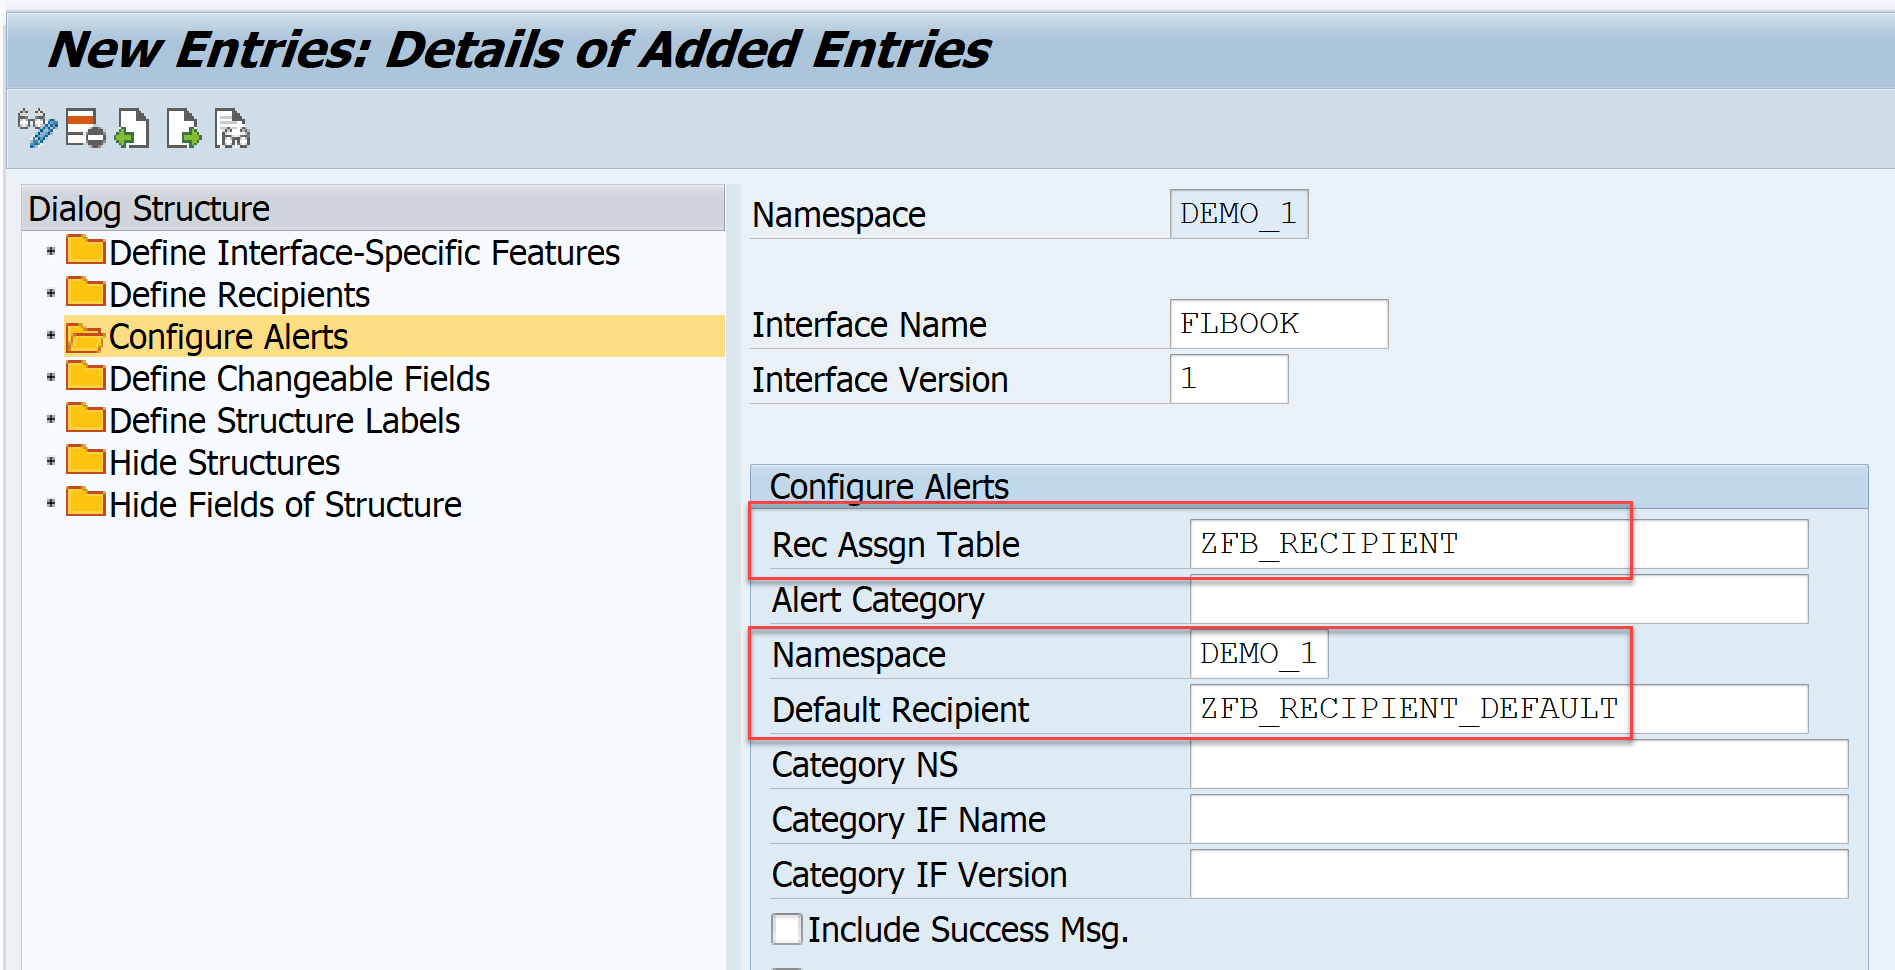 New Entries: Details of Added Entries
Dialog Structure
Define Interface-Specific Features
Define Recipients
Configure Alerts
Define Changeable Fields
Define Structure Labels
Hide Structures
Hide Fields of Structure
Namespace DEMO_1
Interface Name FLBOOK
Interface Version 1
Configure Alerts
Rec Assgn Table ZFB_RECIPIENT
Alert Category
Namespace DEMO_1
Default Recipient ZFB_RECIPIENT_DEFAULT
Category NS
Category IF Name
Category IF Version
Include Success Msg.